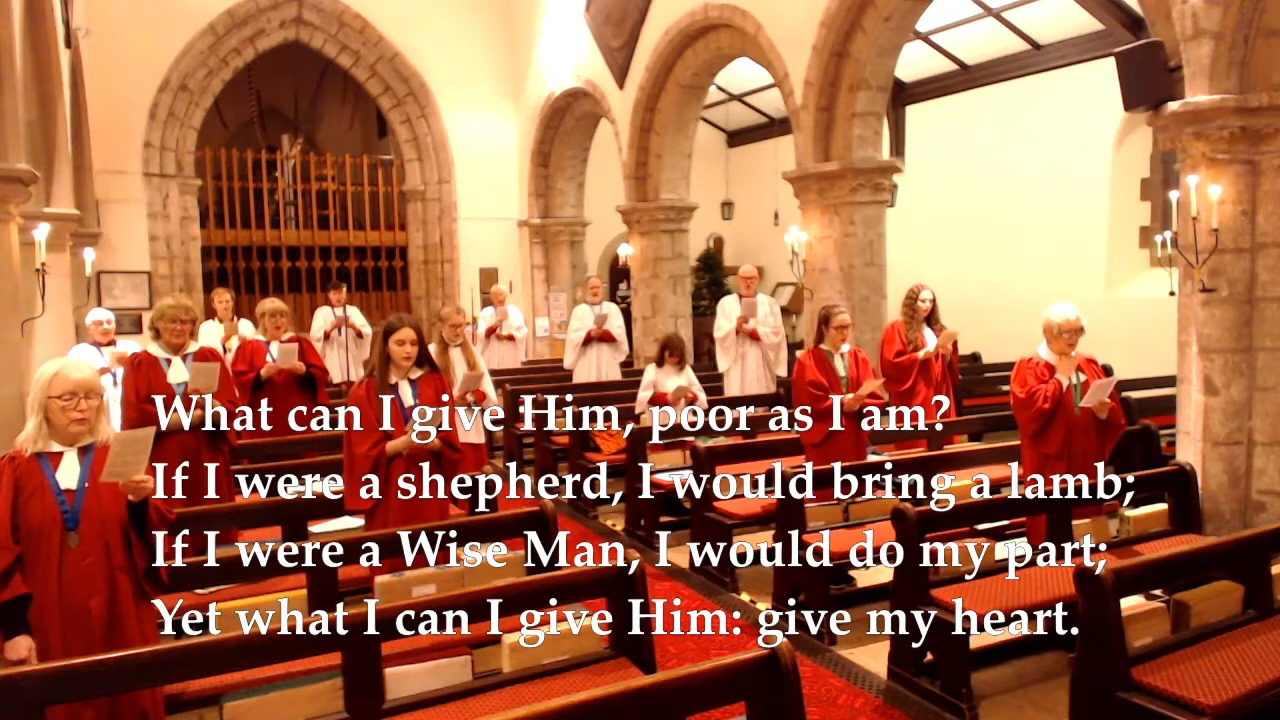 What can I give Him, poor as I am?
If I were a shepherd, I would bring a lamb;
If I were a Wise Man, I would do my part;
Yet what I can I give Him: give my heart.